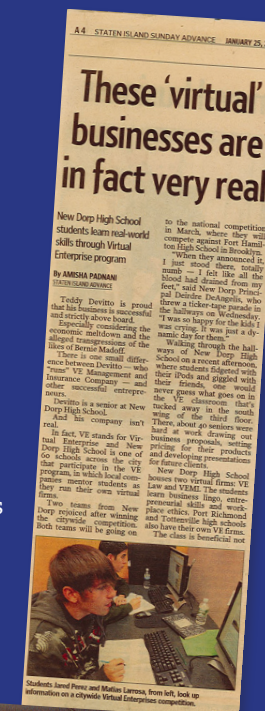 A 4 STATEN ISLAND SUNDAY ADVANCE JANUARY 25,
These 'virtual'
businesses are
in fact very real
New Dorp High School
students learn real-world
skills through Virtual
Enterprise program
By AMISHA PADNANI
STATEN ISLAND ADVANCE
Teddy Devitto is proud
that his business is successful
and strictly above board.
Especially considering the
economic meltdown and the
alleged transgressions of the
likes of Bernie Madoff.
There is one small differ-
ence between Devitto — who
"runs" VE Management and
Insurance Company — and
other successful entrepre-
neurs.
Devitto is a senior at New
Dorp High School.
And his company isn't
real.
In fact, VE stands for Vir-
tual Enterprise and New
Dorp High School is one of
60 schools across the city
that participate in the VE
program, in which local com-
panies mentor students as
they run their own virtual
firms.
Two teams from New
Dorp rejoiced after winning
the citywide competition.
Both teams will be going on
to the national competition
in March, where they will
compete against Fort Hamil-
ton High School in Brooklyn.
"When they announced it,
I just stood there, totally
numb — I felt like all the
blood had drained from my
feet," said New Dorp Princi-
pal Deirdre DeAngelis, who
threw a ticker-tape parade in
the hallways on Wednesday.
"I was so happy for the kids I
was crying. It was just a dy-
namic day for them."
Walking through the hall-
ways of New Dorp High
School on a recent afternoon,
where students fidgeted with
their iPods and giggled with
their friends, one would
never guess what goes on in
the VE classroom that's
tucked away in the south
wing of the third floor.
There, about 40 seniors were
hard at work drawing out
business proposals, setting
pricing for their products
and developing presentations
for future clients.
New Dorp High School
houses two virtual firms: VE
Law and VEMI. The students
learn business lingo, entre-
preneurial skills and work-
place ethics. Port Richmond
and Tottenville high schools
also have their own VE firms.
The class is beneficial not
Students Jared Perez and Matias Larrosa, from left, look up
information on a citywide Virtual Enterprises competition.
s